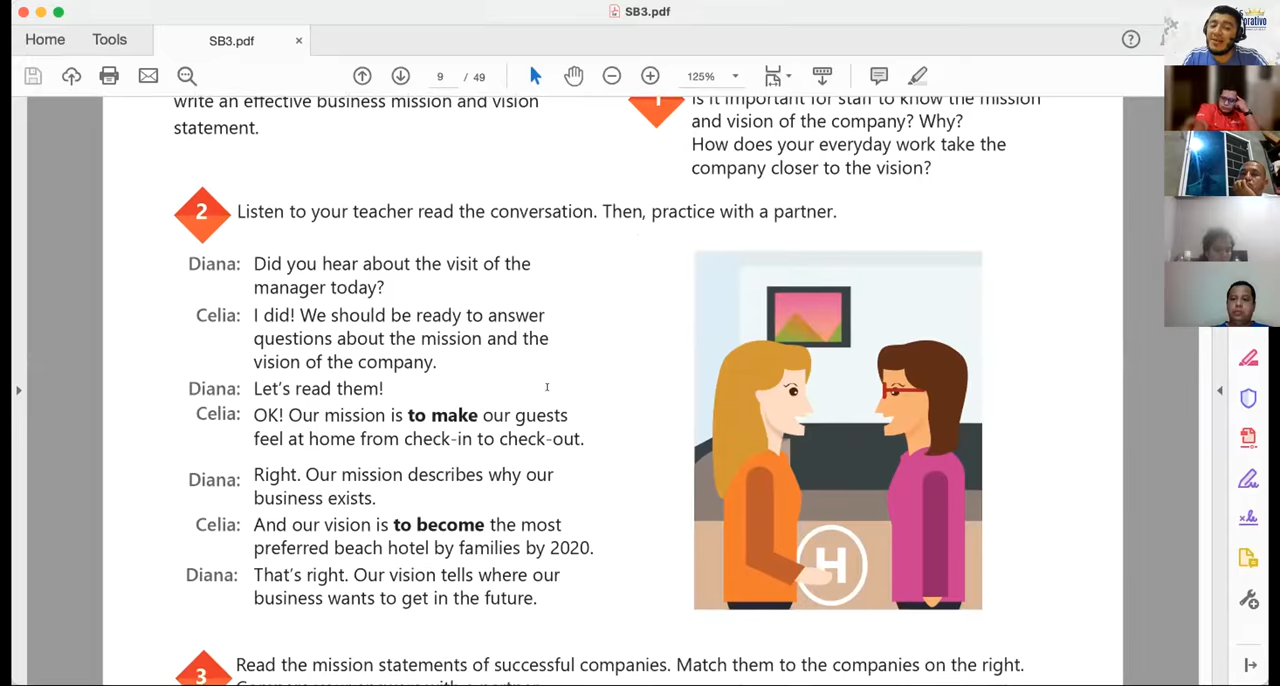 SB3.pdf
Home
Tools
SB3.pdf
×
9
/ 49
125%
write an effective business mission and vision
statement.
1
Is it important for staff to know the mission
and vision of the company? Why?
How does your everyday work take the
company closer to the vision?
2
Listen to your teacher read the conversation. Then, practice with a partner.
Diana: Did you hear about the visit of the
manager today?
Celia: I did! We should be ready to answer
questions about the mission and the
vision of the company.
Diana: Let's read them!
Celia: OK! Our mission is to make our guests
feel at home from check-in to check-out.
Diana: Right. Our mission describes why our
business exists.
Celia: And our vision is to become the most
preferred beach hotel by families by 2020.
Diana: That's right. Our vision tells where our
business wants to get in the future.
H
3
Read the mission statements of successful companies. Match them to the companies on the right.